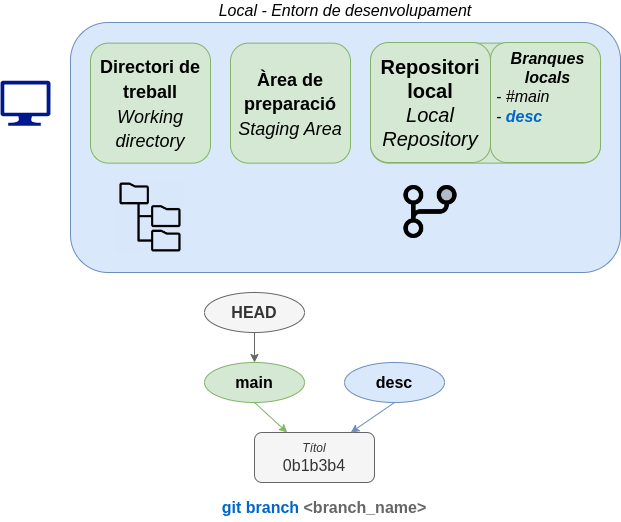 Local - Entorn de desenvolupament
Directori de
treball
Working
directory
Àrea de
preparació
Staging Area
Repositori
local
Local
Repository
Branques
locals
- #main
- desc
HEAD
main
desc
Títol
0b1b3b4
git branch <branch_name>